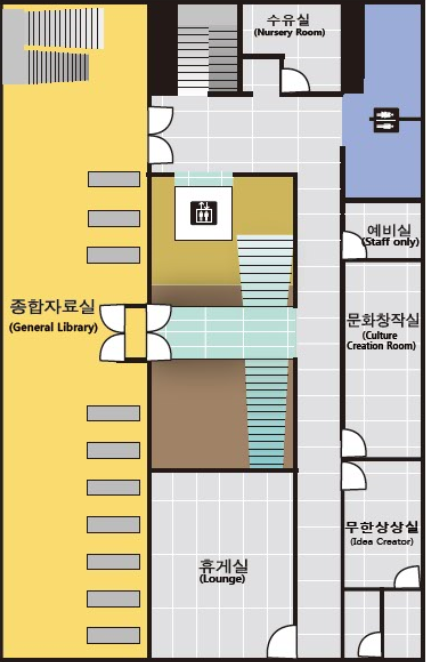 수유실
(Nursery Room)
예비실
(Staff only)
종합자료실
(General Library)
문화창작실
(Culture
Creation Room)
무한상상실
(Idea Creator)
휴게실
(Lounge)